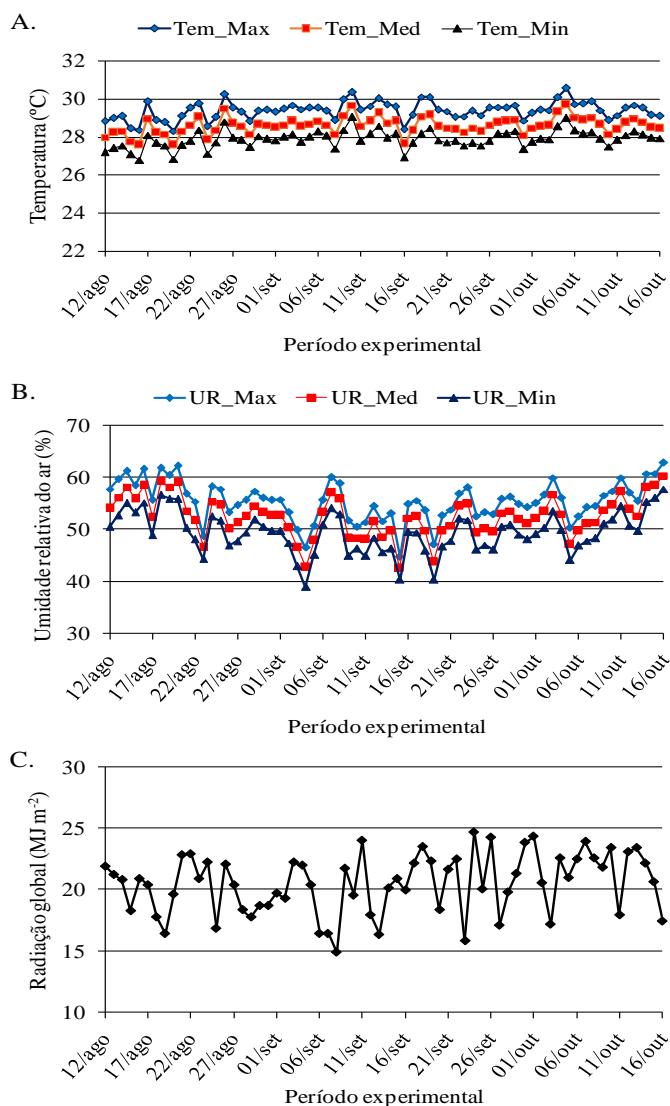 A.
Tem_Max Tem_Med Tem_Min
32
30
28
26
24
22
Temperatura (ºC)
12/ago 17/ago 22/ago 27/ago 01/set 06/set 11/set 16/set 21/set 26/set 01/out 06/out 11/out 16/out
Período experimental
B.
UR_Max UR_Med UR_Min
70
60
50
40
30
Umidade relativa do ar (%)
12/ago 17/ago 22/ago 27/ago 01/set 06/set 11/set 16/set 21/set 26/set 01/out 06/out 11/out 16/out
Período experimental
C.
30
25
20
15
10
Radiação global (MJ m-2)
12/ago 17/ago 22/ago 27/ago 01/set 06/set 11/set 16/set 21/set 26/set 01/out 06/out 11/out 16/out
Período experimental